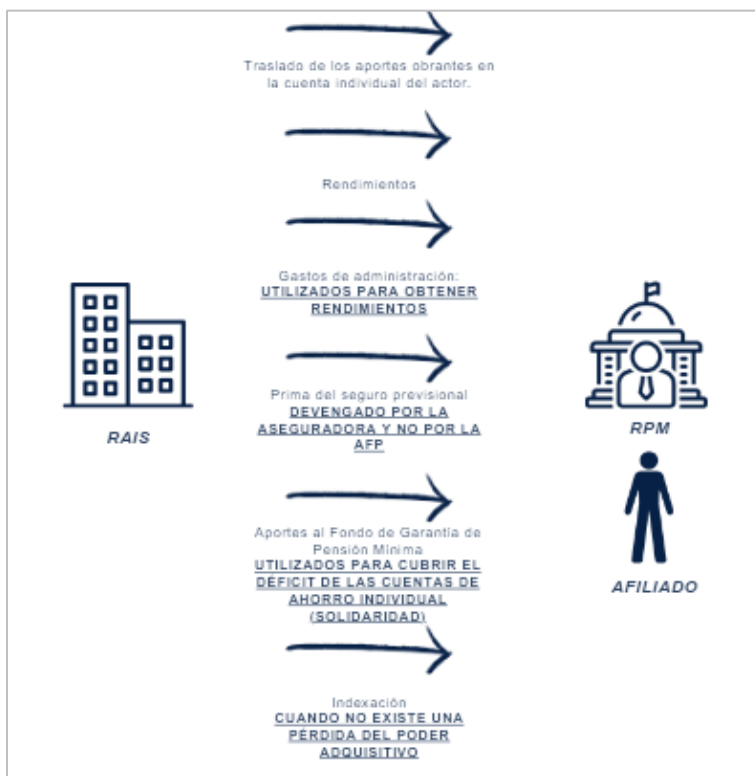 Traslado de los aportes obrantes en
la cuenta individual del actor.
Rendimientos
Gastos de administración:
UTILIZADOS PARA OBTENER
RENDIMIENTOS
Prima del seguro previsional
DEVENGADO POR LA
ASEGURADORA Y NO POR LA
AFP
RAIS
RPM
Aportes al Fondo de Garantía de
Pensión Mínima
UTILIZADOS PARA CUBRIR EL
DÉFICIT DE LAS CUENTAS DE
AHORRO INDIVIDUAL
(SOLIDARIDAD)
AFILIADO
Indexación
CUANDO NO EXISTE UNA
PÉRDIDA DEL PODER
ADQUISITIVO